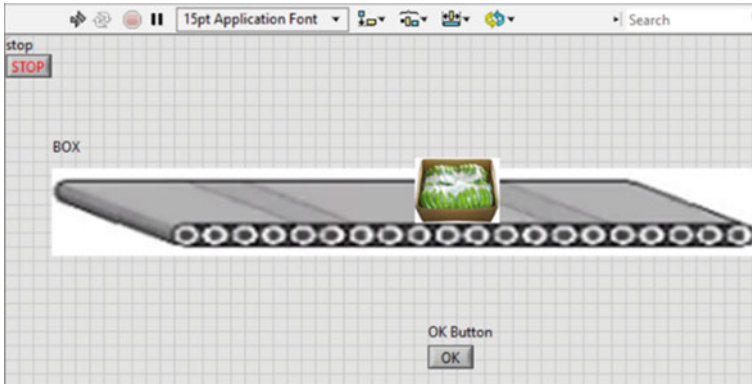 15pt Application Font
Search
stop
STOP
BOX
OK Button
OK